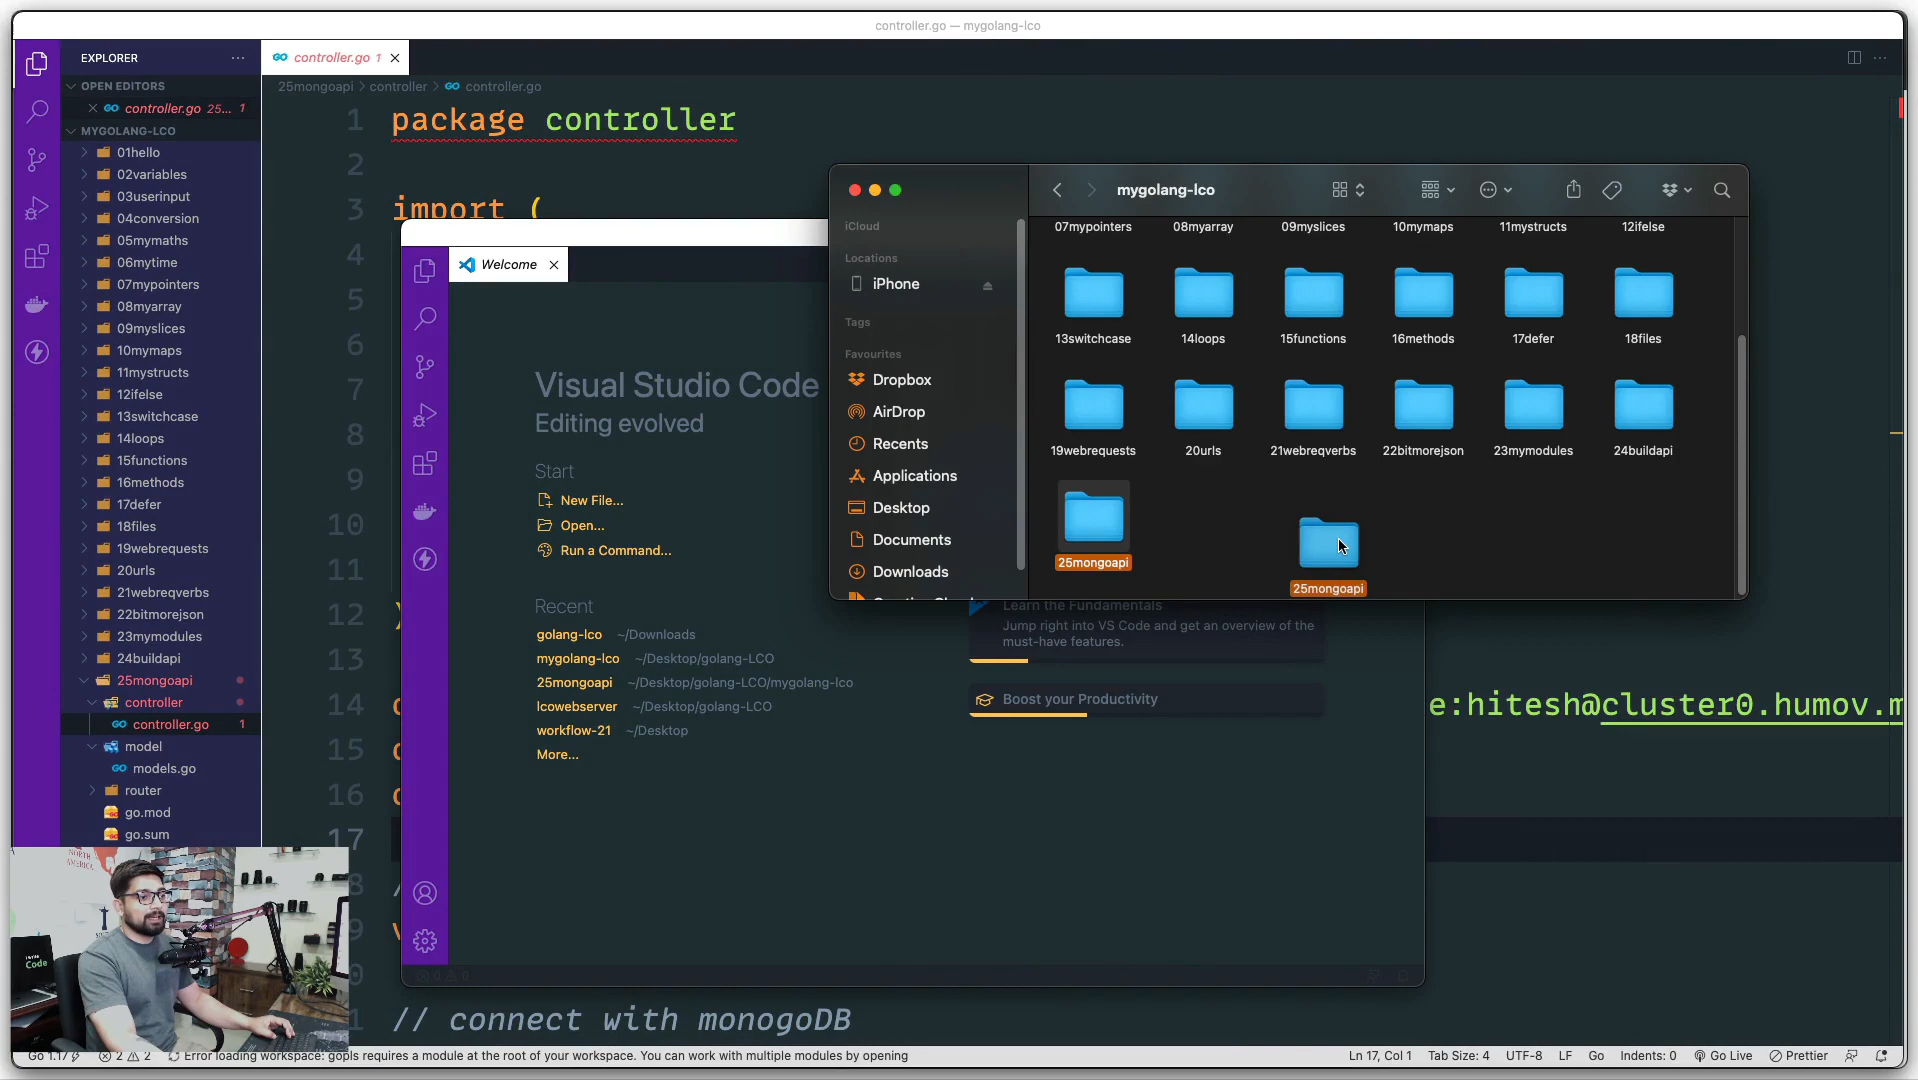 controller.go — mygolang-lco
EXPLORER
OPEN EDITORS
controller.go 25... 1
MYGOLANG-LCO
01hello
02variables
03userinput
04conversion
05mymaths
06mytime
07mypointers
08myarray
09myslices
10mymaps
11mystructs
12ifelse
13switchcase
14loops
15functions
16methods
17defer
18files
19webrequests
20urls
21webreqverbs
22bitmorejson
23mymodules
24buildapi
25mongoapi
controller
controller.go 1
model
models.go
router
go.mod
go.sum
controller.go 1
25mongoapi > controller > controller.go
1 package controller
2
3 import (
4
5
6
7
8
9
10
11
12
13
14 e:hitesh@cluster0.humov.m
15
16
17
// connect with monogoDB
Welcome
Visual Studio Code
Editing evolved
Start
New File...
Open...
Run a Command...
Recent
golang-lco ~/Downloads
mygolang-lco ~/Desktop/golang-LCO
25mongoapi ~/Desktop/golang-LCO/mygolang-lco
lcowebserver ~/Desktop/golang-LCO
workflow-21 ~/Desktop
More...
Learn the Fundamentals
Jump right into VS Code and get an overview of the
must-have features.
Boost your Productivity
mygolang-lco
iCloud
Locations
iPhone
Tags
Favourites
Dropbox
AirDrop
Recents
Applications
Desktop
Documents
Downloads
07mypointers 08myarray 09myslices 10mymaps 11mystructs 12ifelse
13switchcase 14loops 15functions 16methods 17defer 18files
19webrequests 20urls 21webreqverbs 22bitmorejson 23mymodules 24buildapi
25mongoapi
25mongoapi
NORTH
AMERICA
Code
Go 1.17 2 2 Error loading workspace: gopls requires a module at the root of your workspace. You can work with multiple modules by opening
Ln 17, Col 1 Tab Size: 4 UTF-8 LF Go Indents: 0 Go Live Prettier